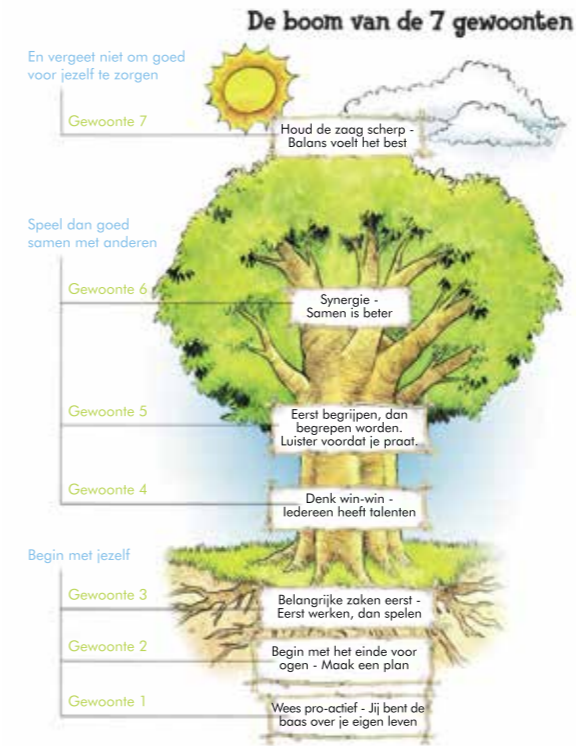 De boom van de 7 gewoonten
En vergeet niet om goed
voor jezelf te zorgen
Gewoonte 7
Houd de zaag scherp -
Balans voelt het best
Speel dan goed
samen met anderen
Gewoonte 6
Synergie -
Samen is beter
Gewoonte 5
Eerst begrijpen, dan
begrepen worden.
Luister voordat je praat.
Gewoonte 4
Denk win-win -
Iedereen heeft talenten
Begin met jezelf
Gewoonte 3
Belangrijke zaken eerst -
Eerst werken, dan spelen
Gewoonte 2
Begin met het einde voor
ogen - Maak een plan
Gewoonte 1
Wees pro-actief - Jij bent de
baas over je eigen leven